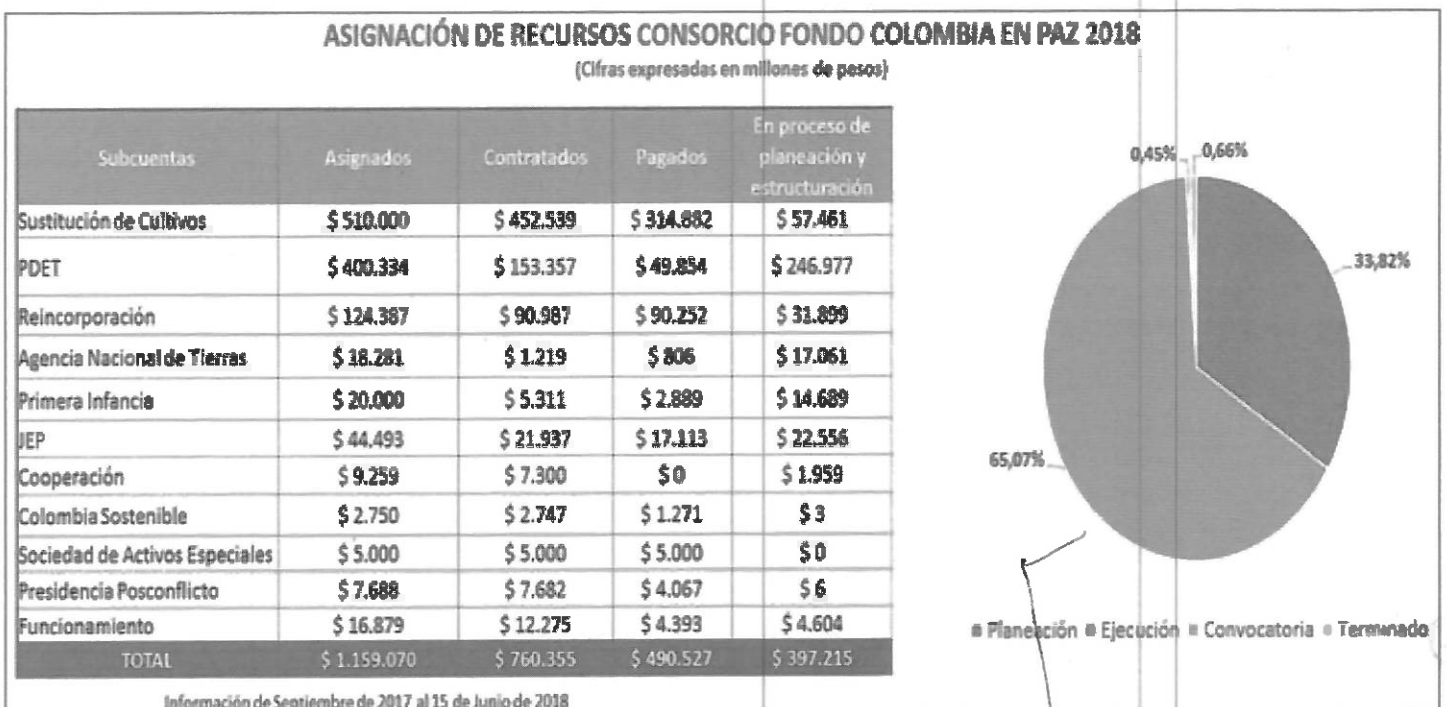 ASIGNACIÓN DE RECURSOS CONSORCIO FONDO COLOMBIA EN PAZ 2018
(Cifras expresadas en millones de pesos)
Subcuentas Asignados Contratados Pagados En proceso de planeación y estructuración
Sustitución de Cultivos $ 510.000 $ 452.539 $ 314.882 $ 57.461
PDET $ 400.334 $ 153.357 $ 49.854 $ 246.977
Reincorporación $ 124.387 $ 90.987 $ 90.252 $ 31.899
Agencia Nacional de Tierras $ 18.281 $ 1.219 $ 806 $ 17.061
Primera Infancia $ 20.000 $ 5.311 $ 2.889 $ 14.689
JEP $ 44.493 $ 21.937 $ 17.113 $ 22.556
Cooperación $ 9.259 $ 7.300 $ 0 $ 1.959
Colombia Sostenible $ 2.750 $ 2.747 $ 1.271 $ 3
Sociedad de Activos Especiales $ 5.000 $ 5.000 $ 5.000 $ 0
Presidencia Posconflicto $ 7.688 $ 7.682 $ 4.067 $ 6
Funcionamiento $ 16.879 $ 12.275 $ 4.393 $ 4.604
TOTAL $ 1.159.070 $ 760.355 $ 490.527 $ 397.215
Información de Septiembre de 2017 al 15 de Junio de 2018
0,45% 0,66%
33,82%
65,07%
Planeación Ejecución Convocatoria Terminado